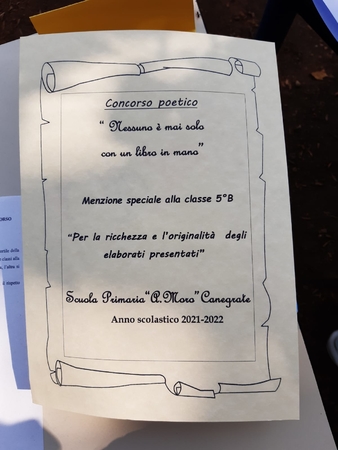 Concorso poetico
“ Nessuno è mai solo
con un libro in mano”
Menzione speciale alla classe 5°B
“Per la ricchezza e l'originalità degli
elaborati presentati”
Scuola Primaria “A. Moro” Canegrate
Anno scolastico 2021-2022